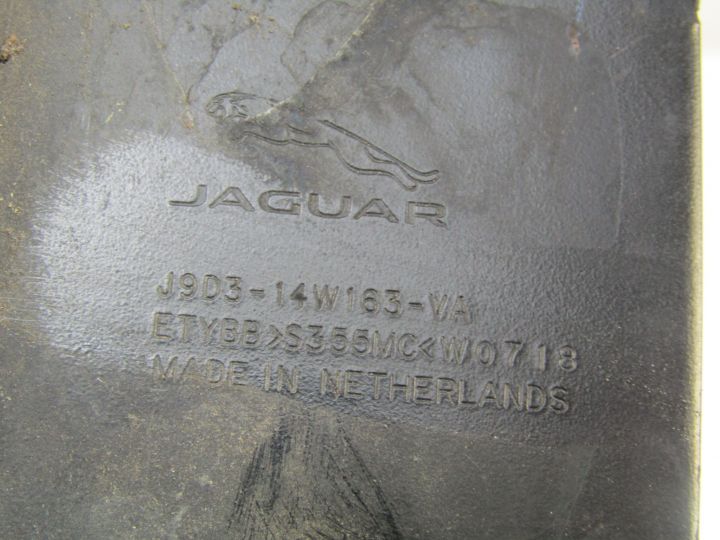 JAGUAR
J9D3-14W163-VA
ETYBB>S355MC<W0718
MADE IN NETHERLANDS